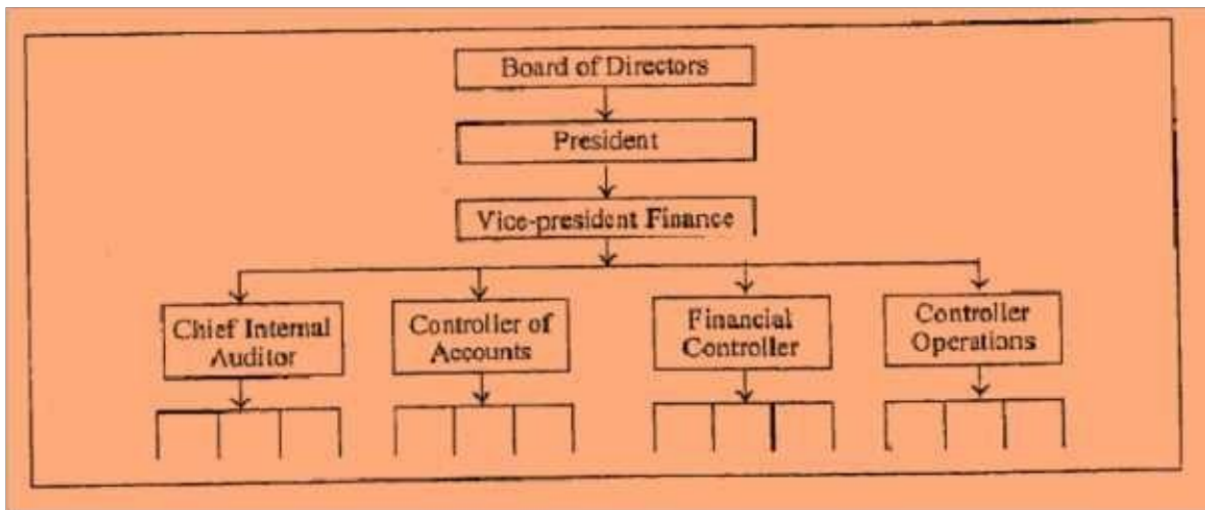 Board of Directors
President
Vice-president Finance
Chief Internal
Auditor
Controller of
Accounts
Financial
Controller
Controller
Operations